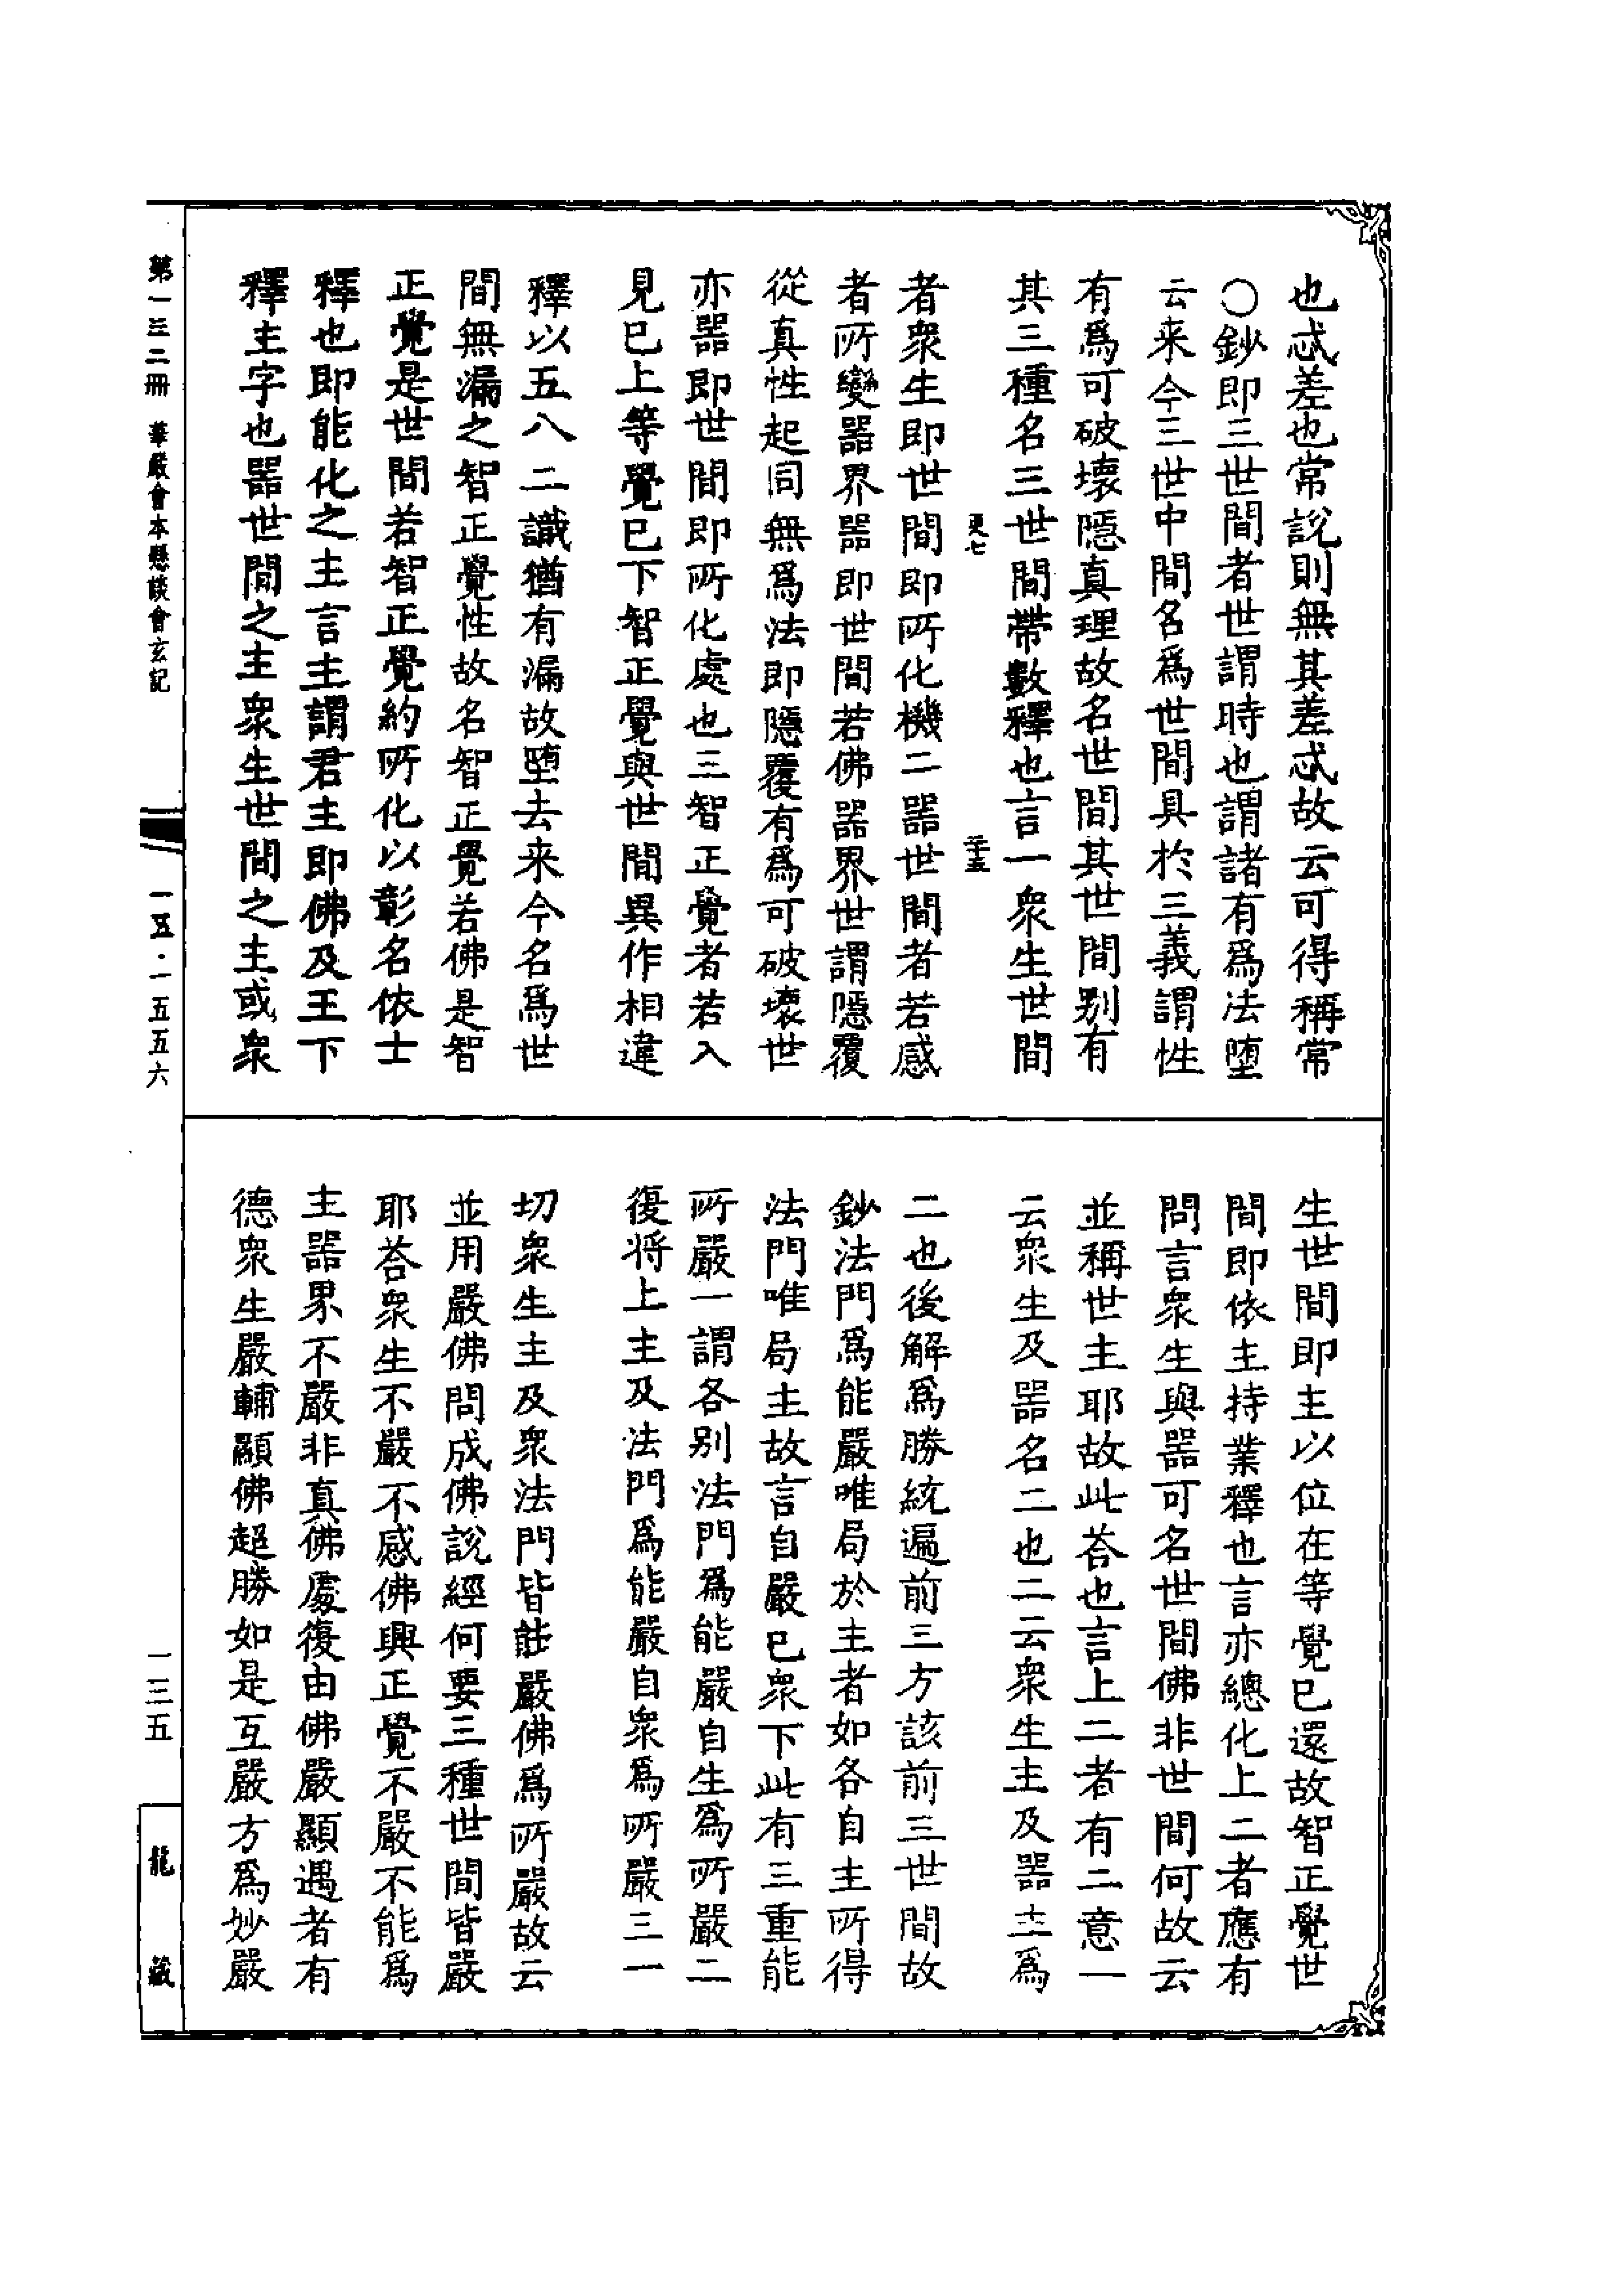 也忒差也常說則無其差忒故云可得稱常
○鈔即三世間者世謂時也謂諸有爲法墮
云来今三世中間名爲世間具於三義謂性
有爲可破壞隱真理故名世間其世間别有
其三種名三世間帶數釋也言一衆生世間
更七 二十五
者衆生即世間即所化機二器世間者若感
者所變器界器即世間若佛器界世謂隱覆
從真性起同無爲法即隱覆有爲可破壞世
亦器即世間即所化處也三智正覺者若入
見巳上等覺巳下智正覺與世間異作相違
釋以五八二識猶有漏故墮去来今名爲世
間無漏之智正覺性故名智正覺若佛是智
正覺是世間若智正覺約所化以彰名依士
釋也即能化之主言主謂君主即佛及王下
釋主字也器世間之主衆生世間之主或衆
生世間即主以位在等覺巳還故智正覺世
間即依主持業釋也言亦總化上二者應有
問言衆生與器可名世間佛非世間何故云
並稱世主耶故此荅也言上二者有二意一
云衆生及器名二也二云衆生主及器主爲
二也後解爲勝統遍前三方該前三世間故
鈔法門爲能嚴唯局於主者如各自主所得
法門唯局主故言自嚴巳衆下此有三重能
所嚴一謂各别法門爲能嚴自生爲所嚴二
復将上主及法門爲能嚴自衆爲所嚴三一
切衆生主及衆法門皆能嚴佛爲所嚴故云
並用嚴佛問成佛說經何要三種世間皆嚴
耶荅衆生不嚴不感佛興正覺不嚴不能爲
主器界不嚴非真佛處復由佛嚴顯遇者有
德衆生嚴輔顯佛超勝如是互嚴方爲妙嚴
第一三二冊 華嚴會本懸談會玄記
一五·一五五六
一三五
龍藏